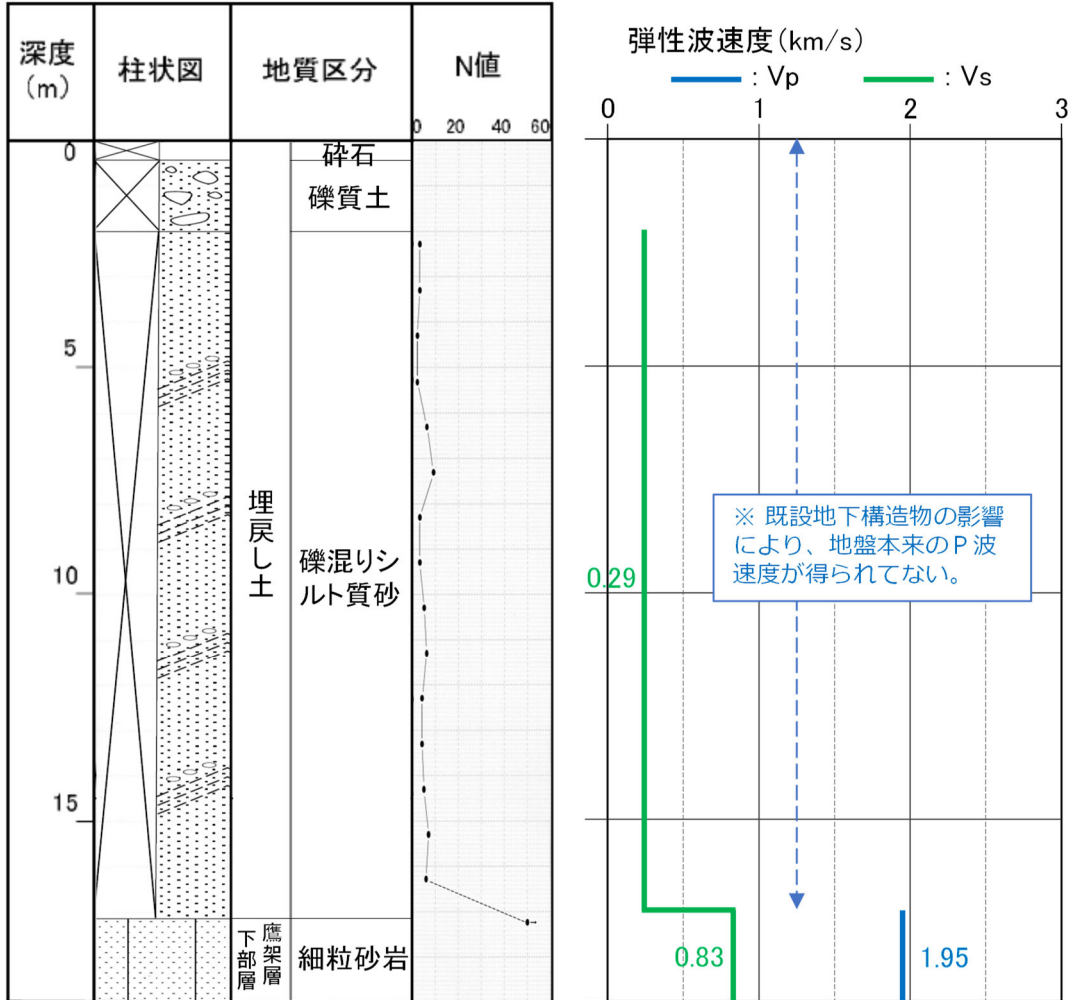 深度
(m)
柱状図
地質区分
N値
0 20 40 60
弾性波速度(km/s)
: Vp
: Vs
0 1 2 3
0
5
10
15
砕石
礫質土
埋戻し土
礫混りシ
ルト質砂
鷹架層
下部層
細粒砂岩
※ 既設地下構造物の影響
により、地盤本来のP波
速度が得られてない。
0.29
0.83
1.95